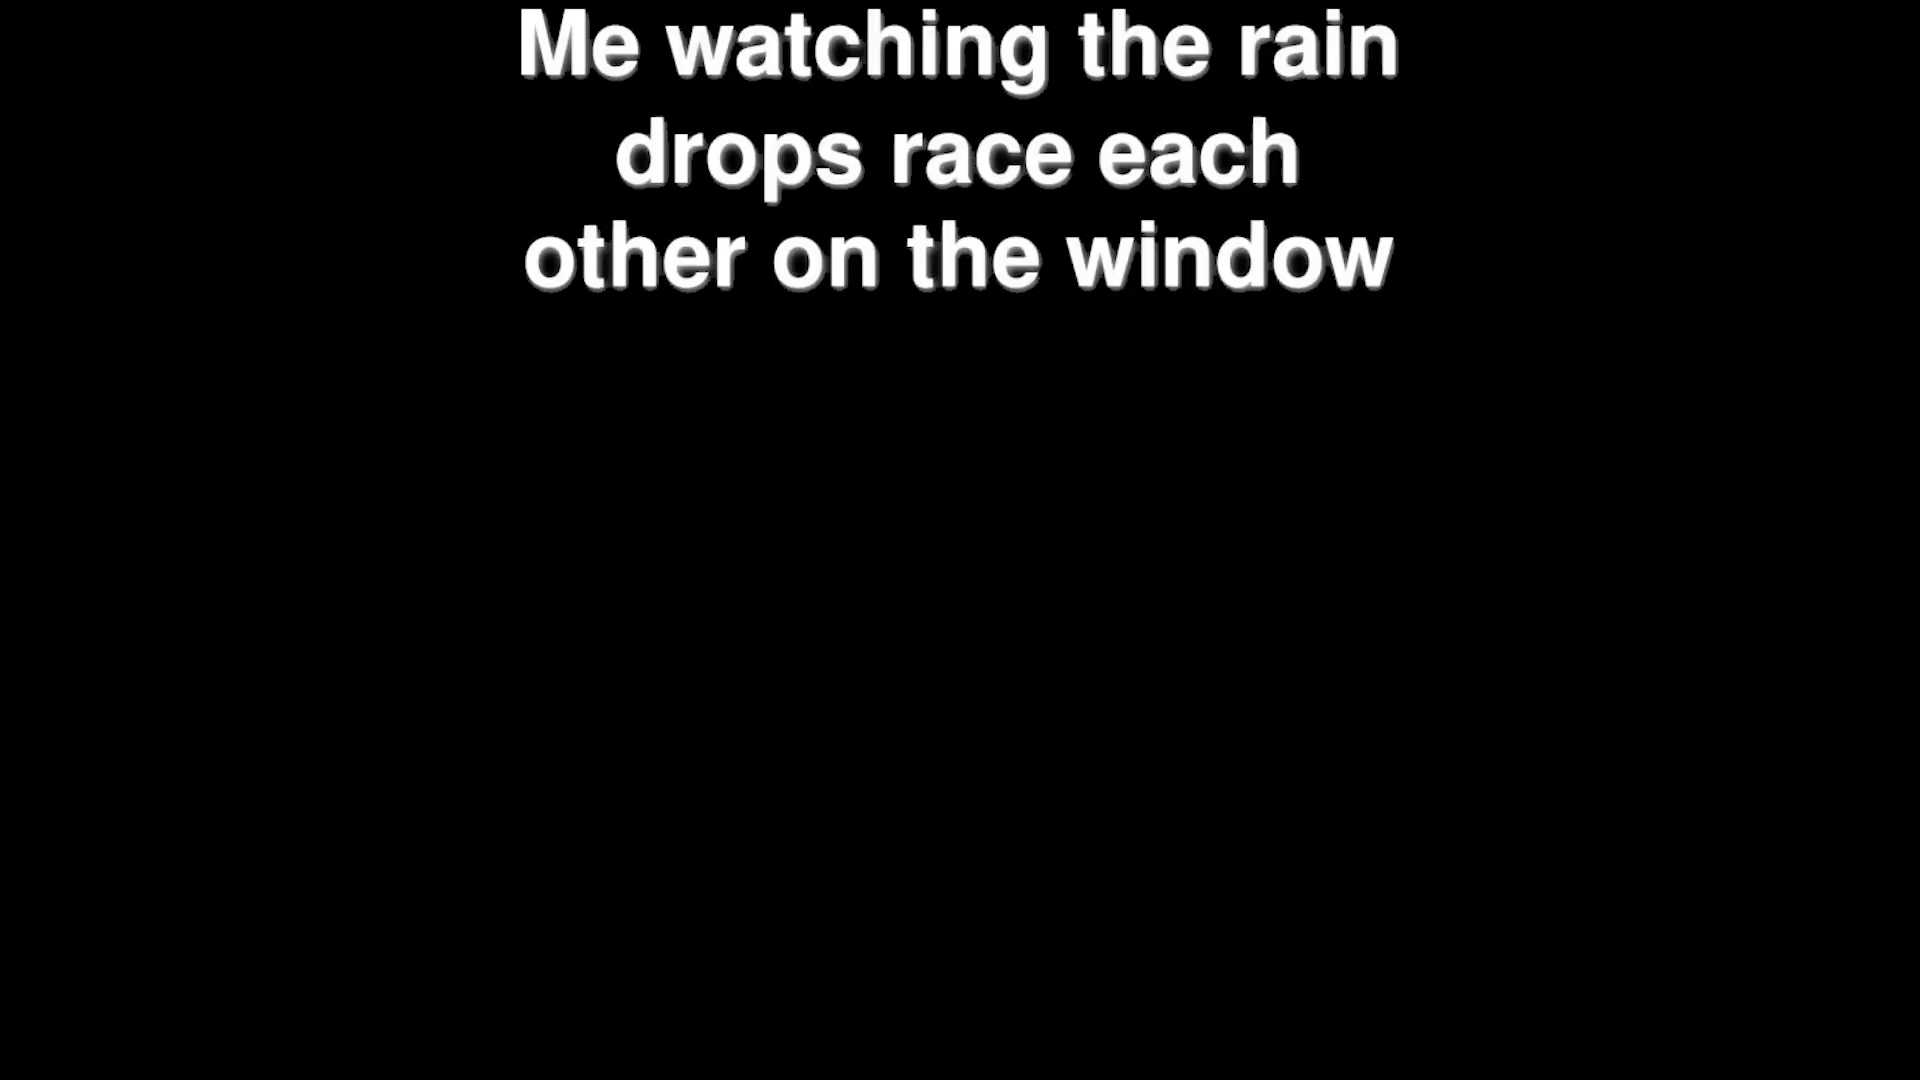 Me watching the rain
drops race each
other on the window